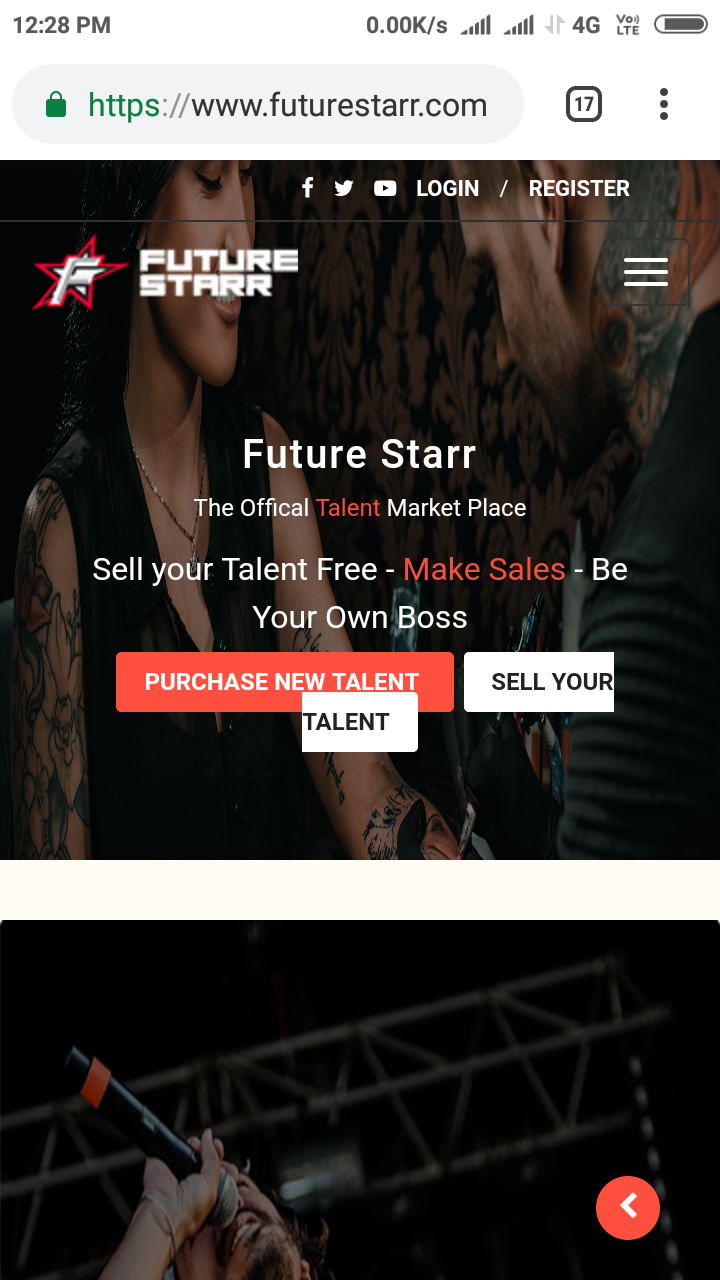 12:28 PM 0.00K/s 4G Vo)) LTE
https://www.futurestarr.com 17
LOGIN / REGISTER
FUTURE
STARR
Future Starr
The Offical Talent Market Place
Sell your Talent Free - Make Sales - Be
Your Own Boss
PURCHASE NEW TALENT SELL YOUR
TALENT